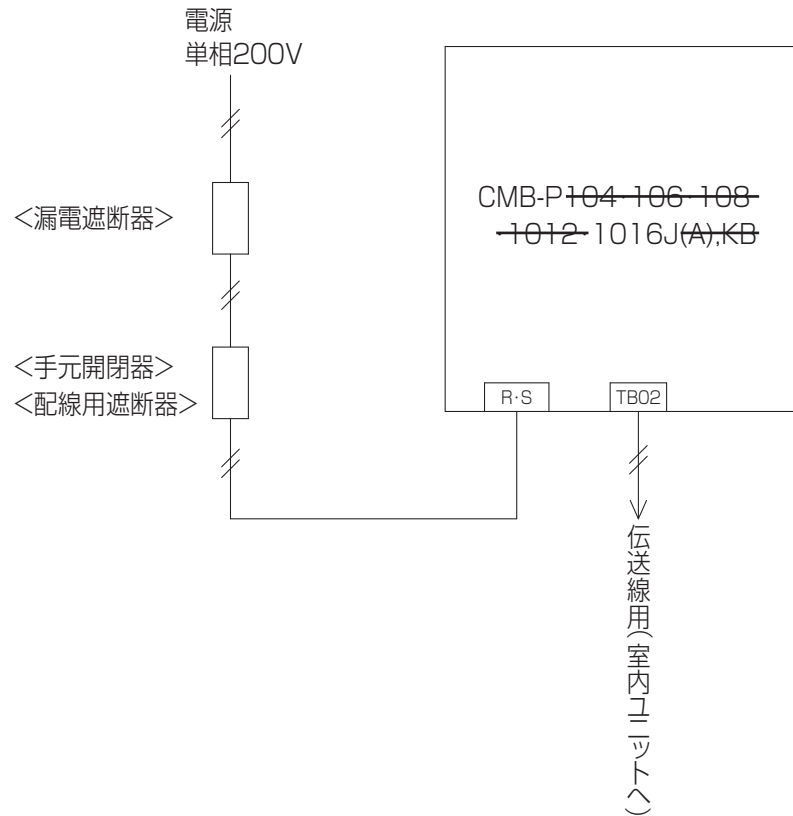 電源
単相200V
＜漏電遮断器＞
＜手元開閉器＞
＜配線用遮断器＞
CMB-P104·106·108·
·1012·1016J(A),KB
R·S
TB02
伝送線用(室内ユニットへ)